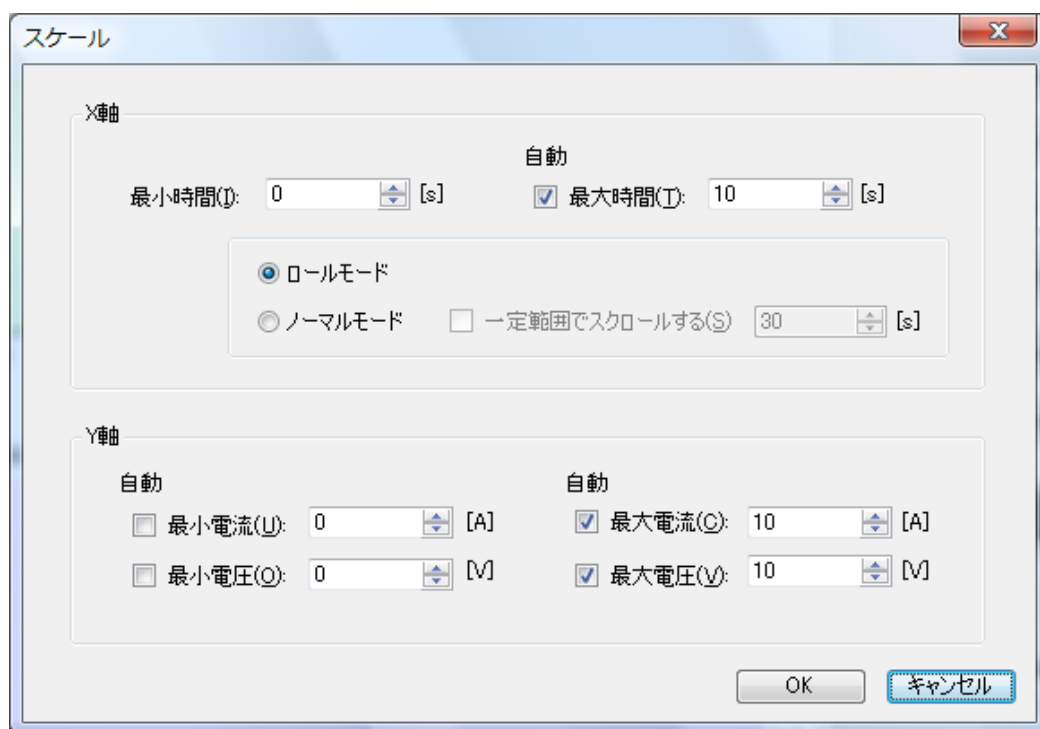 スケール
X軸
自動
最小時間(I): 0 [s] 最大時間(T): 10 [s]
ロールモード
ノーマルモード 一定範囲でスクロールする(S) 30 [s]
Y軸
自動 自動
最小電流(U): 0 [A] 最大電流(C): 10 [A]
最小電圧(O): 0 [V] 最大電圧(V): 10 [V]
OK キャンセル